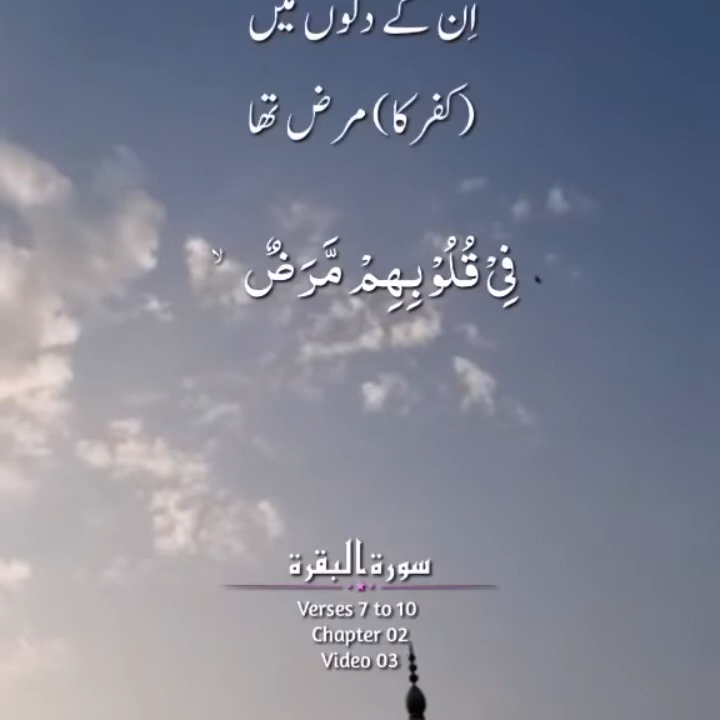 اِن کے دلوں میں
(کفر کا) مرض تھا
فِیْ قُلُوْبِهِمْ مَّرَضٌ ۙ
سورة البقرة
Verses 7 to 10
Chapter 02
Video 03